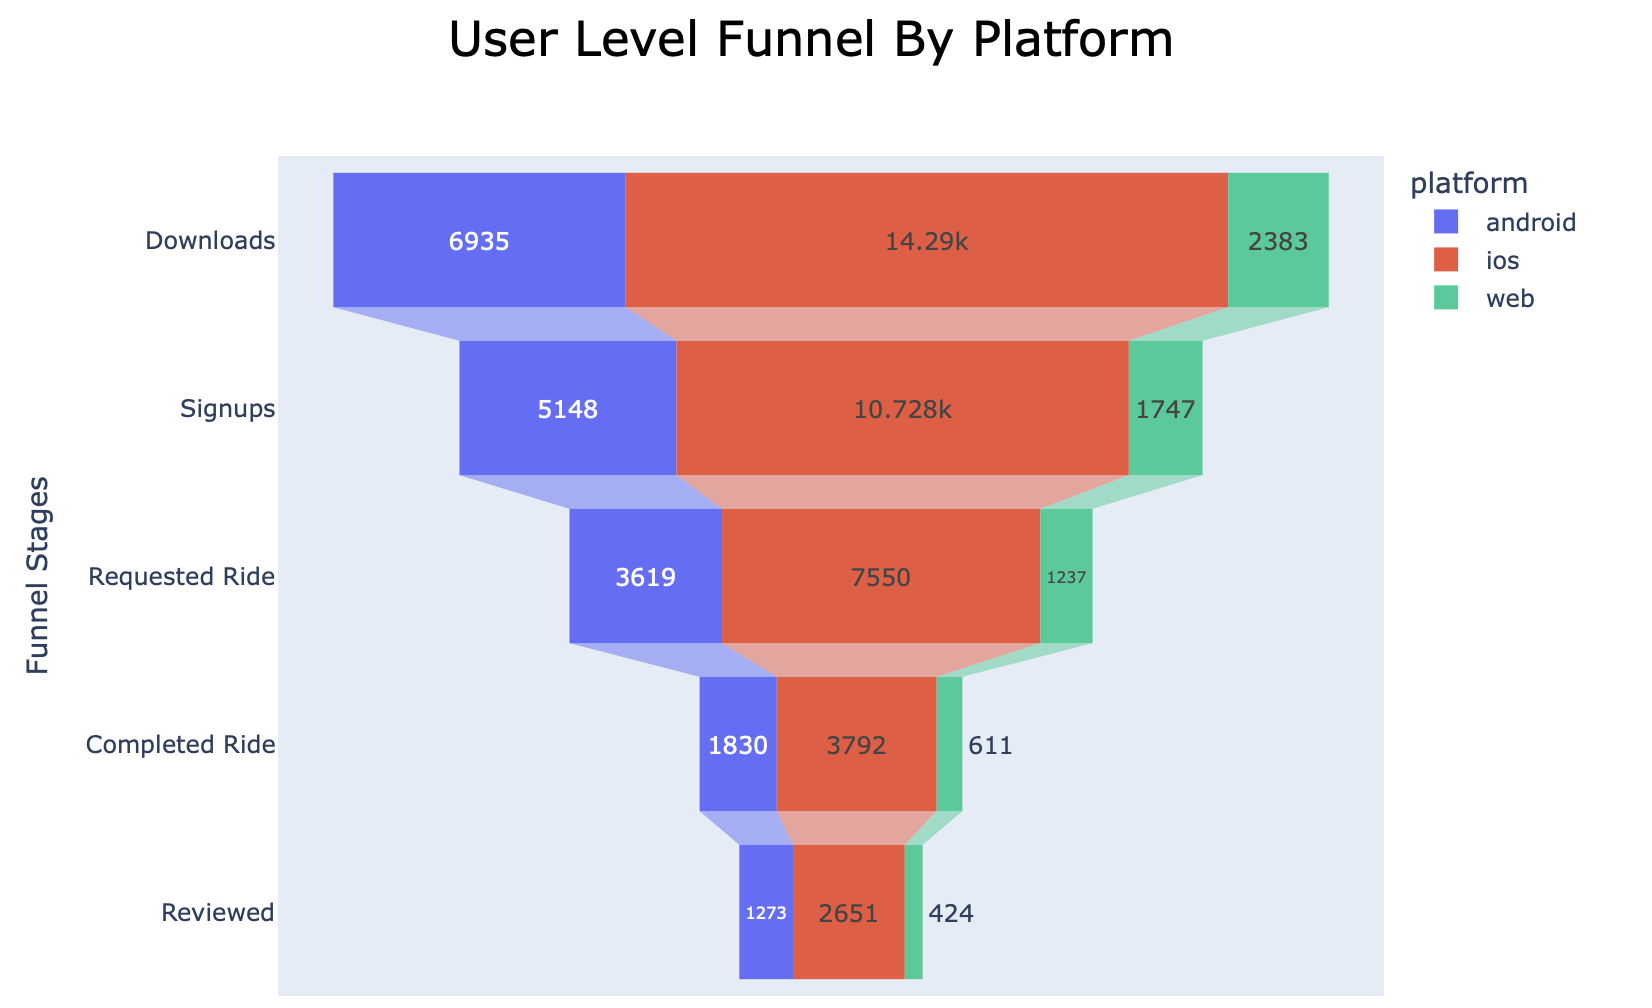 User Level Funnel By Platform
platform
android
ios
web
Funnel Stages
Downloads 6935 14.29k 2383
Signups 5148 10.728k 1747
Requested Ride 3619 7550 1237
Completed Ride 1830 3792 611
Reviewed 1273 2651 424